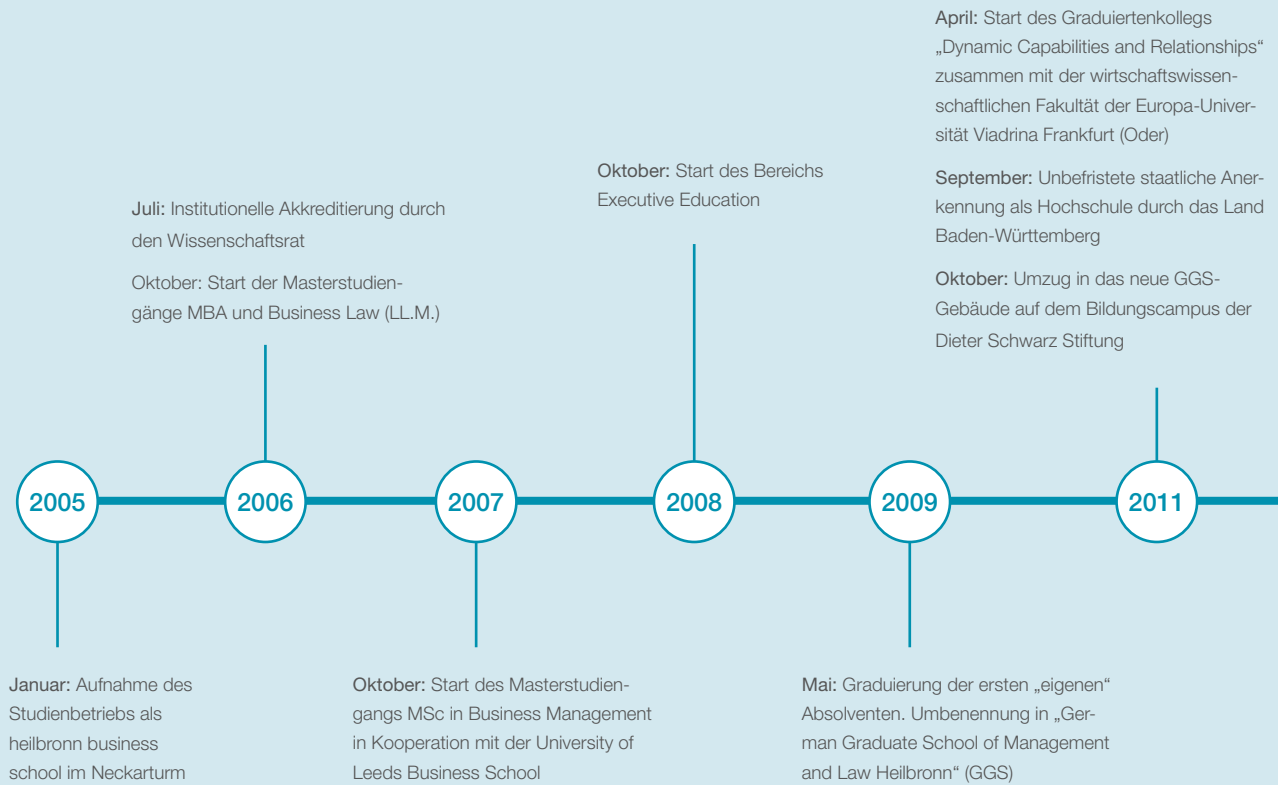 April: Start des Graduiertenkollegs
„Dynamic Capabilities and Relationships“
zusammen mit der wirtschaftswissen-
schaftlichen Fakultät der Europa-Univer-
sität Viadrina Frankfurt (Oder)
September: Unbefristete staatliche Aner-
kennung als Hochschule durch das Land
Baden-Württemberg
Oktober: Umzug in das neue GGS-
Gebäude auf dem Bildungscampus der
Dieter Schwarz Stiftung
Oktober: Start des Bereichs
Executive Education
Juli: Institutionelle Akkreditierung durch
den Wissenschaftsrat
Oktober: Start der Masterstudien-
gänge MBA und Business Law (LL.M.)
2005
2006
2007
2008
2009
2011
Januar: Aufnahme des
Studienbetriebs als
heilbronn business
school im Neckarturm
Oktober: Start des Masterstudien-
gangs MSc in Business Management
in Kooperation mit der University of
Leeds Business School
Mai: Graduierung der ersten „eigenen“
Absolventen. Umbenennung in „Ger-
man Graduate School of Management
and Law Heilbronn“ (GGS)